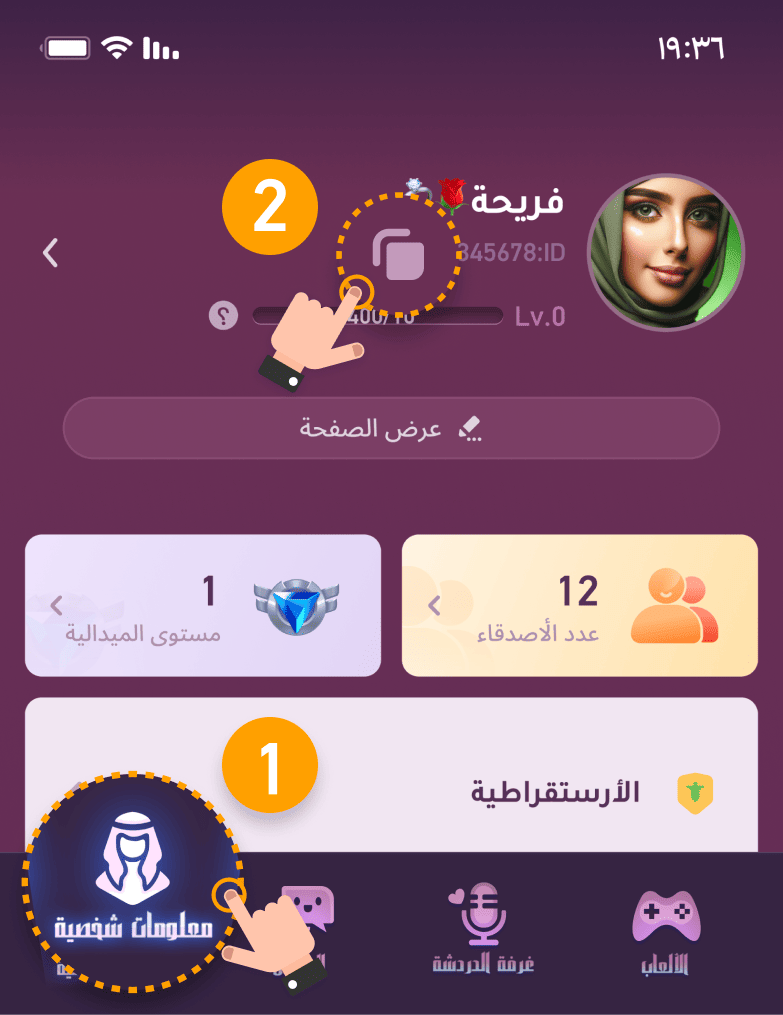 ١٩:٣٦
2
فريحة
345678:ID
Lv.0
400/10
?
عرض الصفحة
12
عدد الأصدقاء
1
مستوى الميدالية
1
الأرستقراطية
معلومات شخصية
غرفة الدردشة
الألعاب